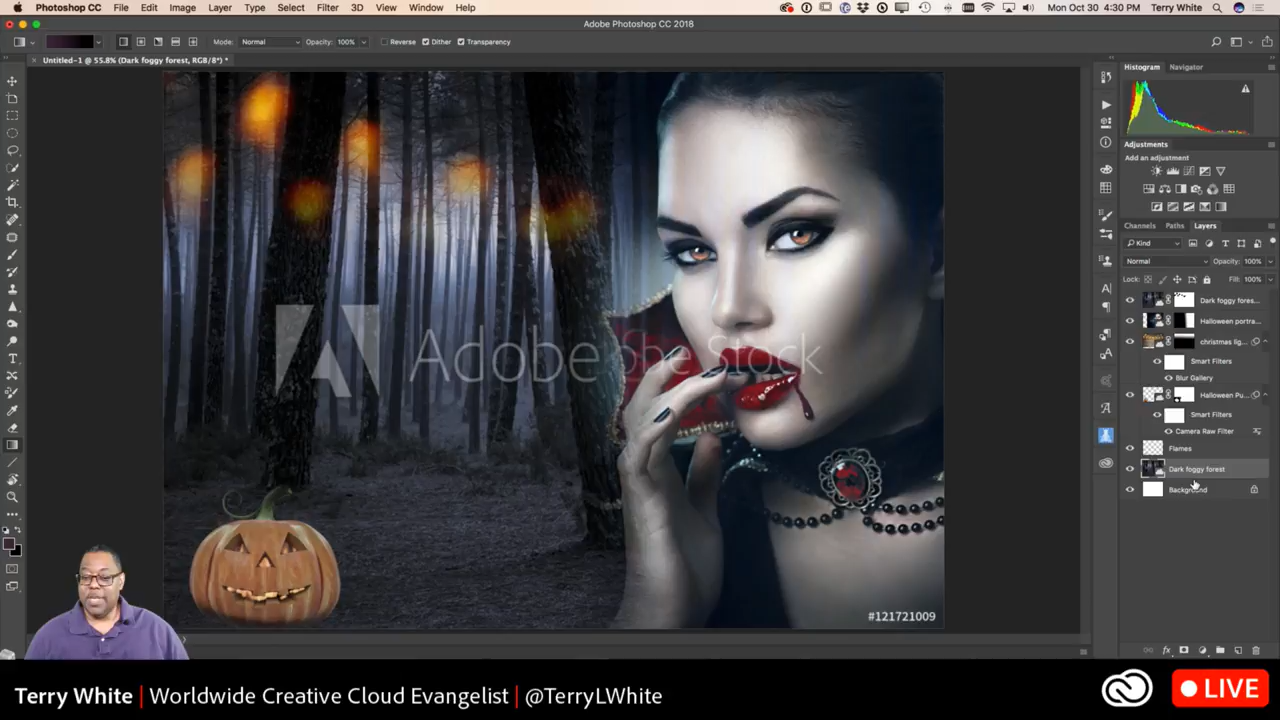 Photoshop CC File Edit Image Layer Type Select Filter 3D View Window Help
Mon Oct 30 4:30 PM Terry White
Adobe Photoshop CC 2018
Mode: Normal Opacity: 100% Reverse Dither Transparency
Untitled-1 @ 55.8% (Dark foggy forest, RGB/8*) *
Histogram Navigator
Adjustments
Add an adjustment
Channels Paths Layers
Kind
Normal Opacity: 100%
Lock: Fill: 100%
Dark foggy fores...
Halloween portra...
christmas lig...
Smart Filters
Blur Gallery
Halloween Pu...
Smart Filters
Camera Raw Filter
Flames
Dark foggy forest
Background
#121721009
Terry White | Worldwide Creative Cloud Evangelist | @TerryLWhite
LIVE